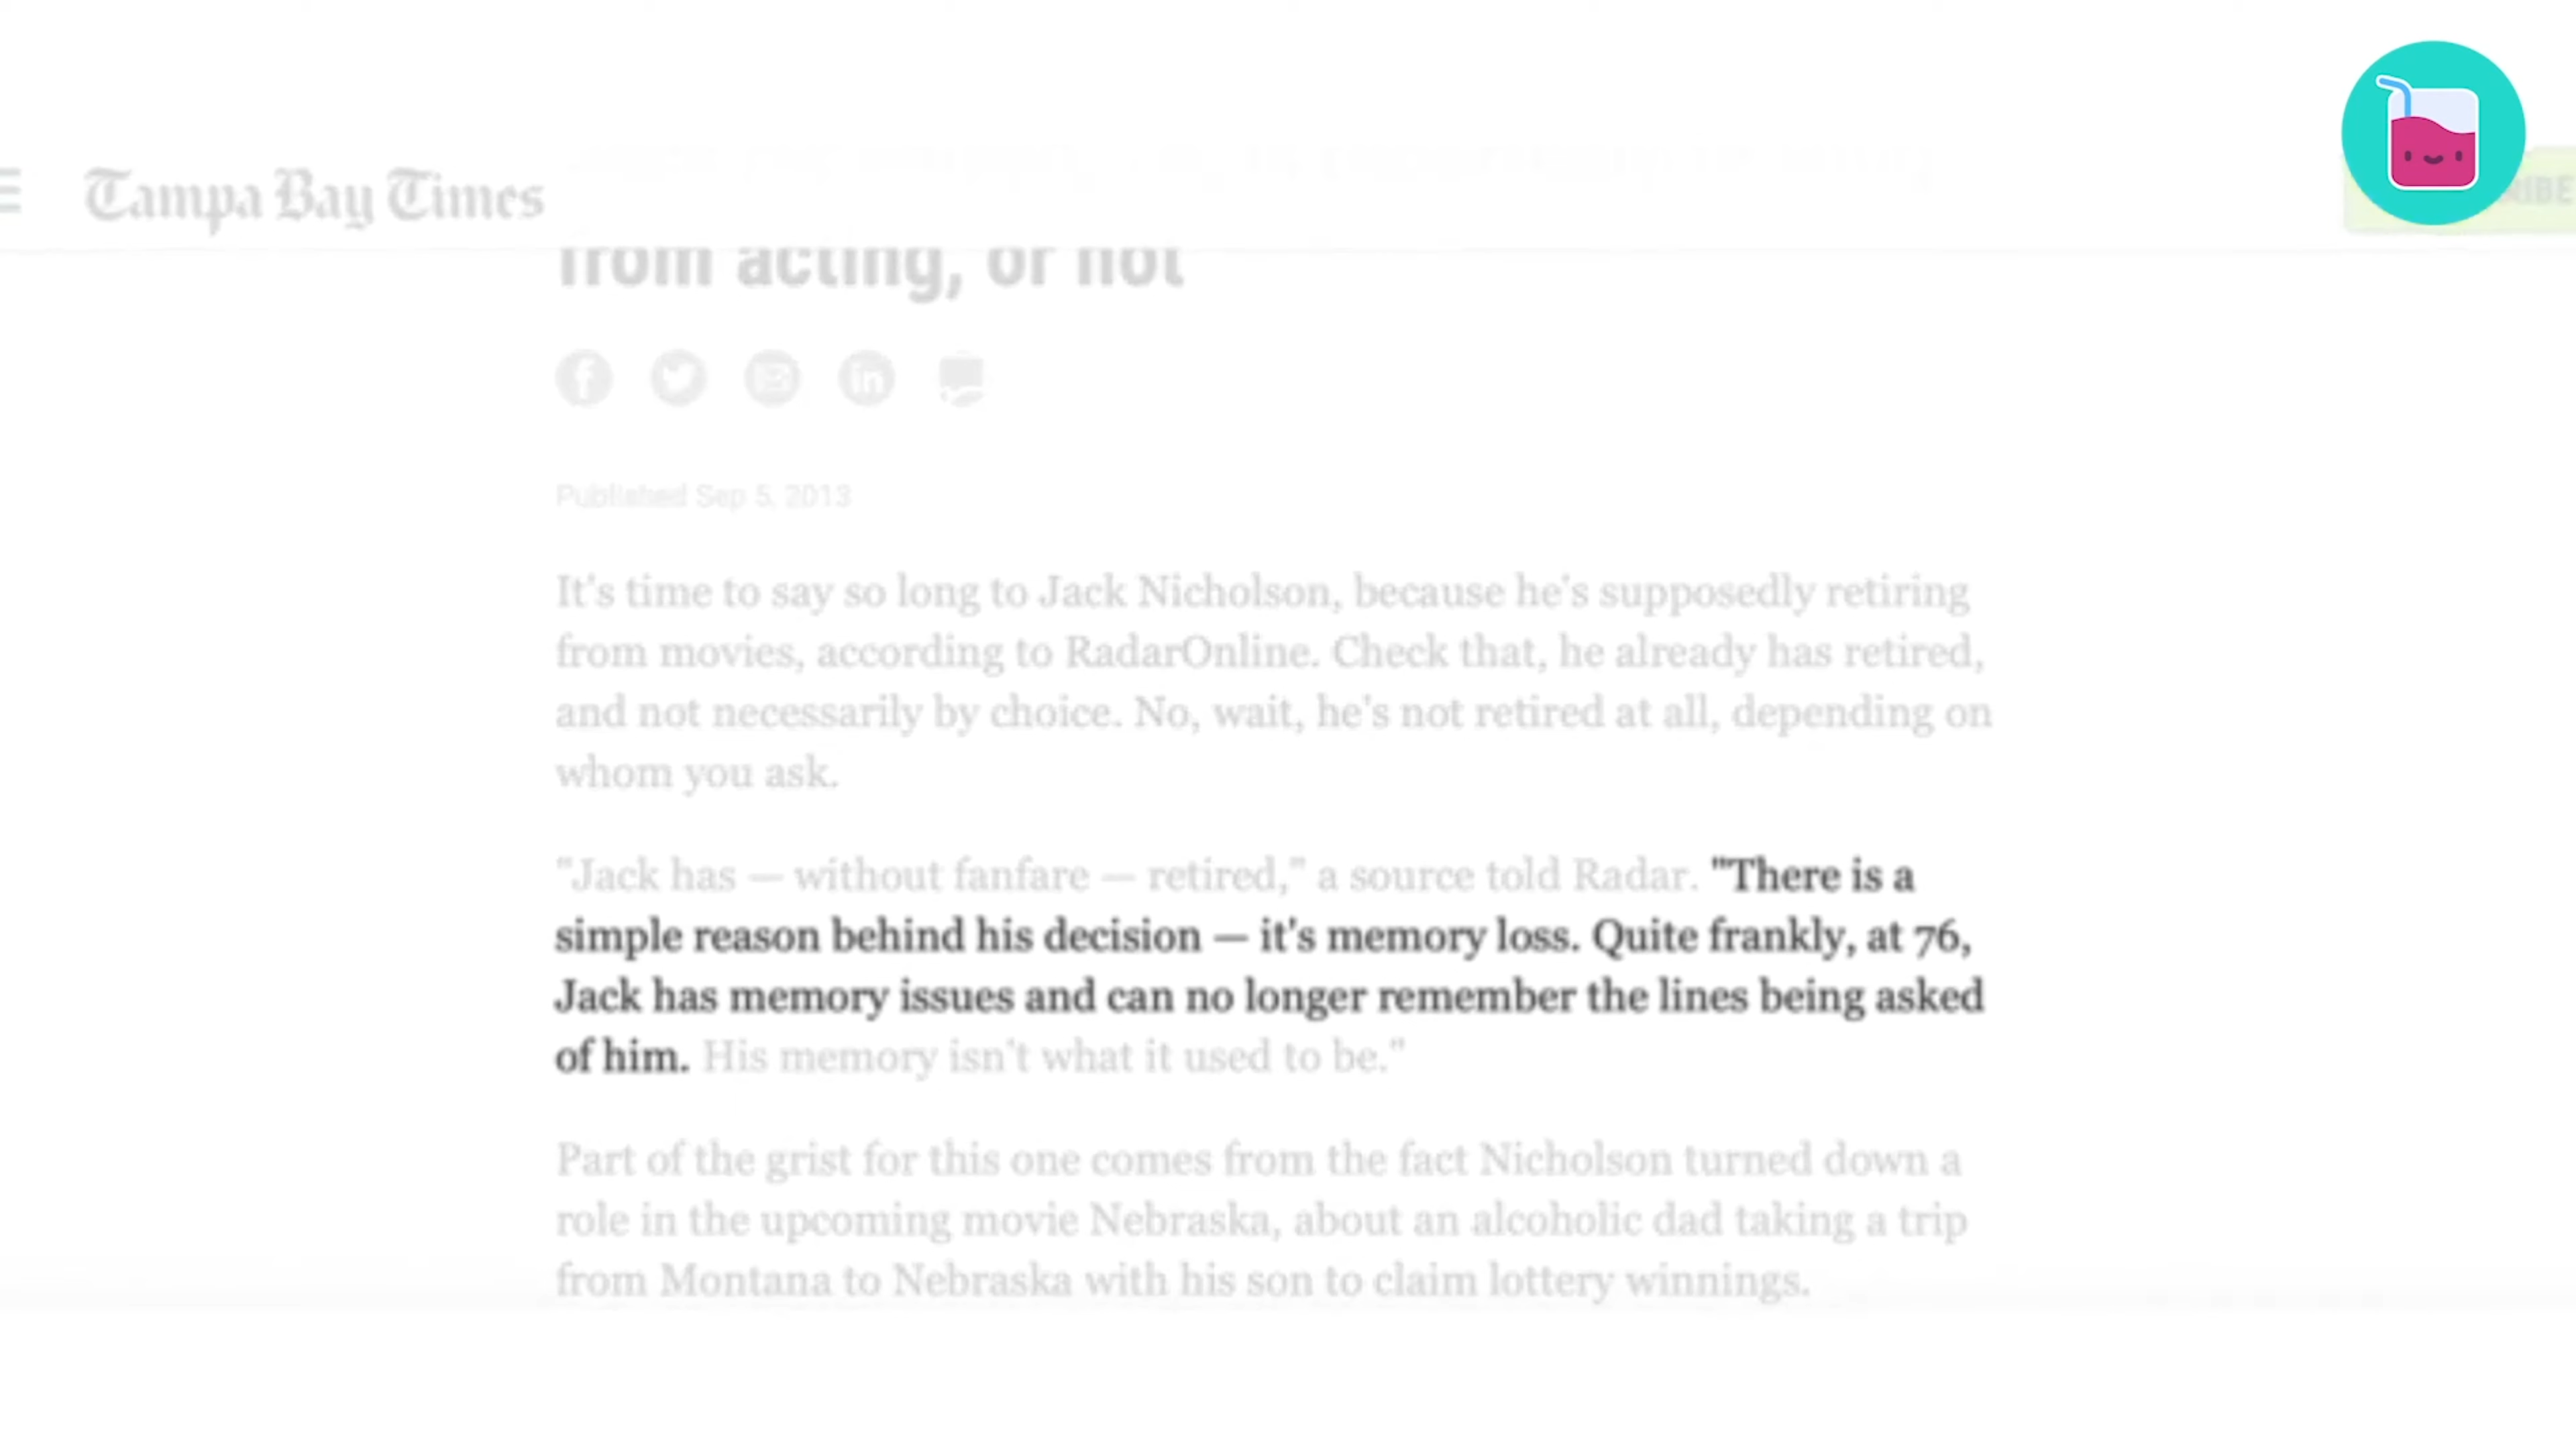 Tampa Bay Times
from acting, or not
Published Sep 5, 2013
It's time to say so long to Jack Nicholson, because he's supposedly retiring
from movies, according to RadarOnline. Check that, he already has retired,
and not necessarily by choice. No, wait, he's not retired at all, depending on
whom you ask.
"Jack has — without fanfare — retired," a source told Radar. "There is a
simple reason behind his decision — it's memory loss. Quite frankly, at 76,
Jack has memory issues and can no longer remember the lines being asked
of him. His memory isn't what it used to be."
Part of the grist for this one comes from the fact Nicholson turned down a
role in the upcoming movie Nebraska, about an alcoholic dad taking a trip
from Montana to Nebraska with his son to claim lottery winnings.